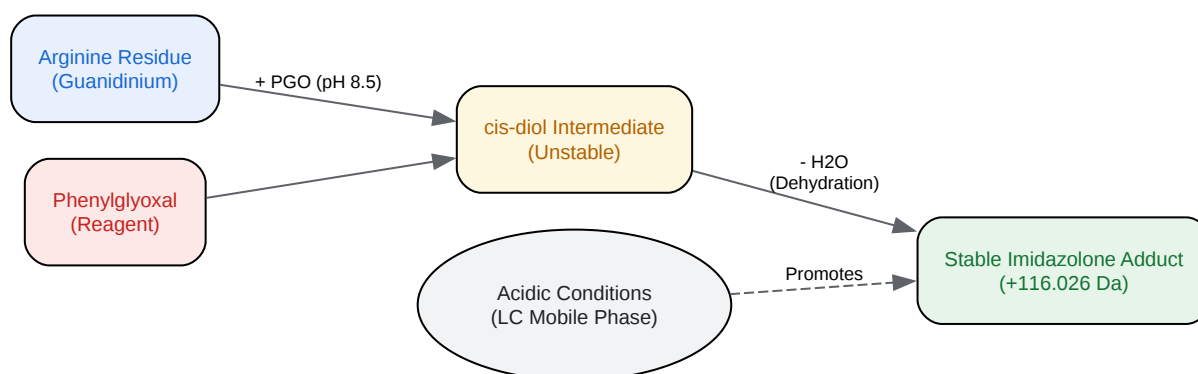 Arginine Residue
(Guanidinium)
+ PGO (pH 8.5)
Phenylglyoxal
(Reagent)
cis-diol Intermediate
(Unstable)
- H2O
(Dehydration)
Acidic Conditions
(LC Mobile Phase)
Promotes
Stable Imidazolone Adduct
(+116.026 Da)